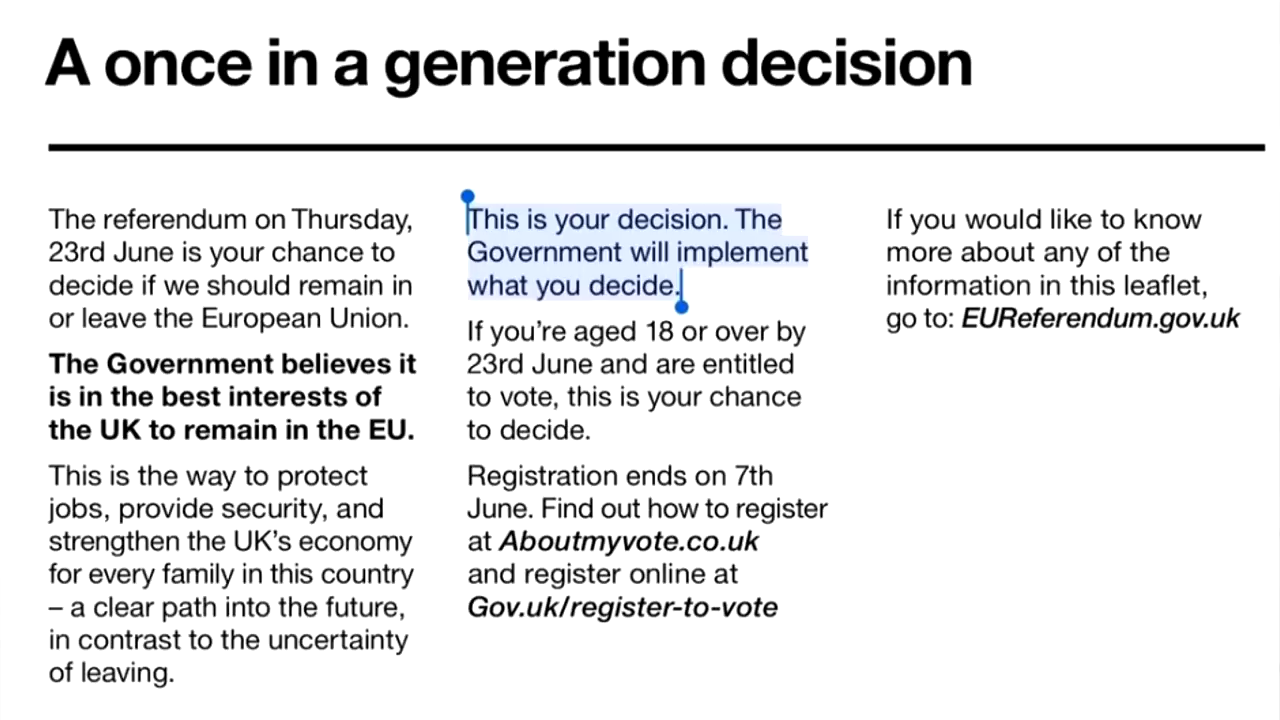 A once in a generation decision
The referendum on Thursday,
23rd June is your chance to
decide if we should remain in
or leave the European Union.
The Government believes it
is in the best interests of
the UK to remain in the EU.
This is the way to protect
jobs, provide security, and
strengthen the UK’s economy
for every family in this country
– a clear path into the future,
in contrast to the uncertainty
of leaving.
This is your decision. The
Government will implement
what you decide.
If you’re aged 18 or over by
23rd June and are entitled
to vote, this is your chance
to decide.
Registration ends on 7th
June. Find out how to register
at Aboutmyvote.co.uk
and register online at
Gov.uk/register-to-vote
If you would like to know
more about any of the
information in this leaflet,
go to: EUReferendum.gov.uk